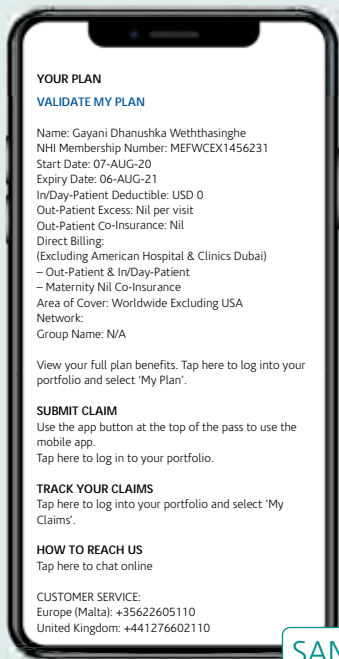 YOUR PLAN
VALIDATE MY PLAN
Name: Gayani Dhanushka Weththasinghe
NHI Membership Number: MEFWCEX1456231
Start Date: 07-AUG-20
Expiry Date: 06-AUG-21
In/Day-Patient Deductible: USD 0
Out-Patient Excess: Nil per visit
Out-Patient Co-Insurance: Nil
Direct Billing:
(Excluding American Hospital & Clinics Dubai)
– Out-Patient & In/Day-Patient
– Maternity Nil Co-Insurance
Area of Cover: Worldwide Excluding USA
Network:
Group Name: N/A
View your full plan benefits. Tap here to log into your
portfolio and select ‘My Plan’.
SUBMIT CLAIM
Use the app button at the top of the pass to use the
mobile app.
Tap here to log in to your portfolio.
TRACK YOUR CLAIMS
Tap here to log into your portfolio and select ‘My
Claims’.
HOW TO REACH US
Tap here to chat online
CUSTOMER SERVICE:
Europe (Malta): +35622605110
United Kingdom: +441276602110